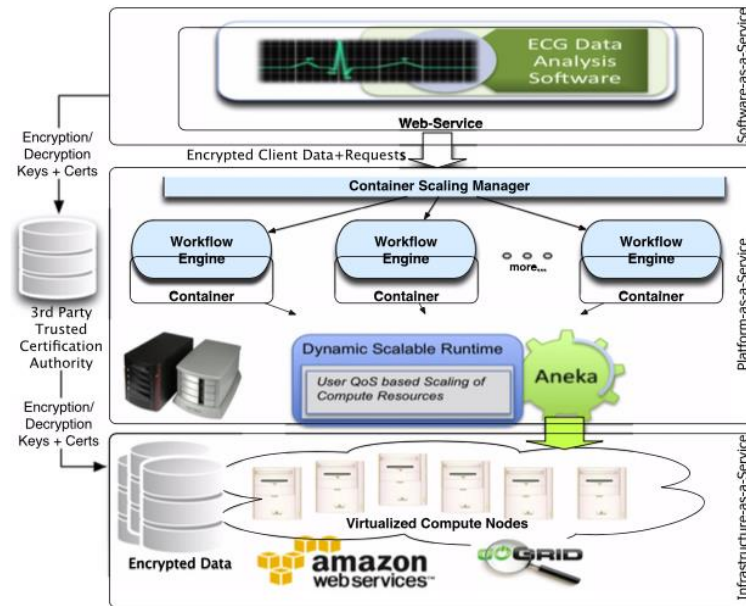 ECG Data
Analysis
Software
Web-Service
Software-as-a-Service
Encryption/
Decryption
Keys + Certs
Encrypted Client Data+Requests
Container Scaling Manager
Workflow
Engine
Container
Workflow
Engine
Container
more...
Workflow
Engine
Container
Platform-as-a-Service
3rd Party
Trusted
Certification
Authority
Dynamic Scalable Runtime
User QoS based Scaling of
Compute Resources
Aneka
Encryption/
Decryption
Keys + Certs
Virtualized Compute Nodes
Encrypted Data
amazon
web services™
GOGRID
Infrastructure-as-a-Service